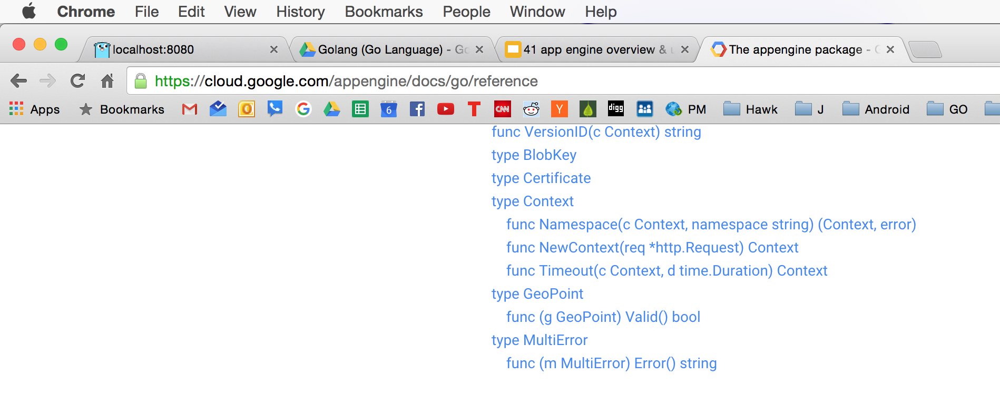 Chrome File Edit View History Bookmarks People Window Help
localhost:8080 Golang (Go Language) - Go 41 app engine overview & The appengine package -
https://cloud.google.com/appengine/docs/go/reference
Apps Bookmarks 6 CNN Y digg PM Hawk J Android GO
func VersionID(c Context) string
type BlobKey
type Certificate
type Context
func Namespace(c Context, namespace string) (Context, error)
func NewContext(req *http.Request) Context
func Timeout(c Context, d time.Duration) Context
type GeoPoint
func (g GeoPoint) Valid() bool
type MultiError
func (m MultiError) Error() string